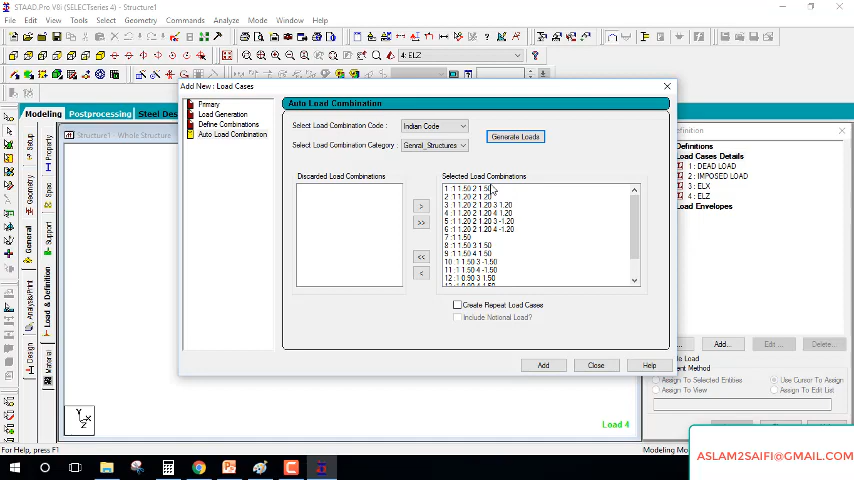 STAAD.Pro V8i (SELECTseries 4) - Structure1
File Edit View Tools Select Geometry Commands Analyze Mode Window Help
4: ELZ
Modeling Postprocessing Steel Des
Structure1 - Whole Structure
Add New : Load Cases
Primary
Load Generation
Define Combinations
Auto Load Combination
Auto Load Combination
Select Load Combination Code : Indian Code
Generate Loads
Select Load Combination Category : Genral_Structures
Discarded Load Combinations
Selected Load Combinations
1 :1 1.50 2 1.50
2 :1 1.20 2 1.20
3 :1 1.20 2 1.20 3 1.20
4 :1 1.20 2 1.20 4 1.20
5 :1 1.20 2 1.20 3 -1.20
6 :1 1.20 2 1.20 4 -1.20
7 :1 1.50
8 :1 1.50 3 1.50
9 :1 1.50 4 1.50
10 :1 1.50 3 -1.50
11 :1 1.50 4 -1.50
12 :1 0.90 3 1.50
13 :1 0.90 4 1.50
>
>>
<<
<
Create Repeat Load Cases
Include Notional Load?
Add Close Help
Setup
Geometry
General
Analysis/Print
Design
Property
Spec
Support
Load & Definition
Material
Definitions
Load Cases Details
1 : DEAD LOAD
2 : IMPOSED LOAD
3 : ELX
4 : ELZ
Load Envelopes
Add... Edit ... Delete...
Assign To Selected Entities
Use Cursor To Assign
Assign To View
Assign To Edit List
Y
X
Z
Load 4
For Help, press F1
Modeling Mo
ASLAM2SAIFI@GMAIL.COM